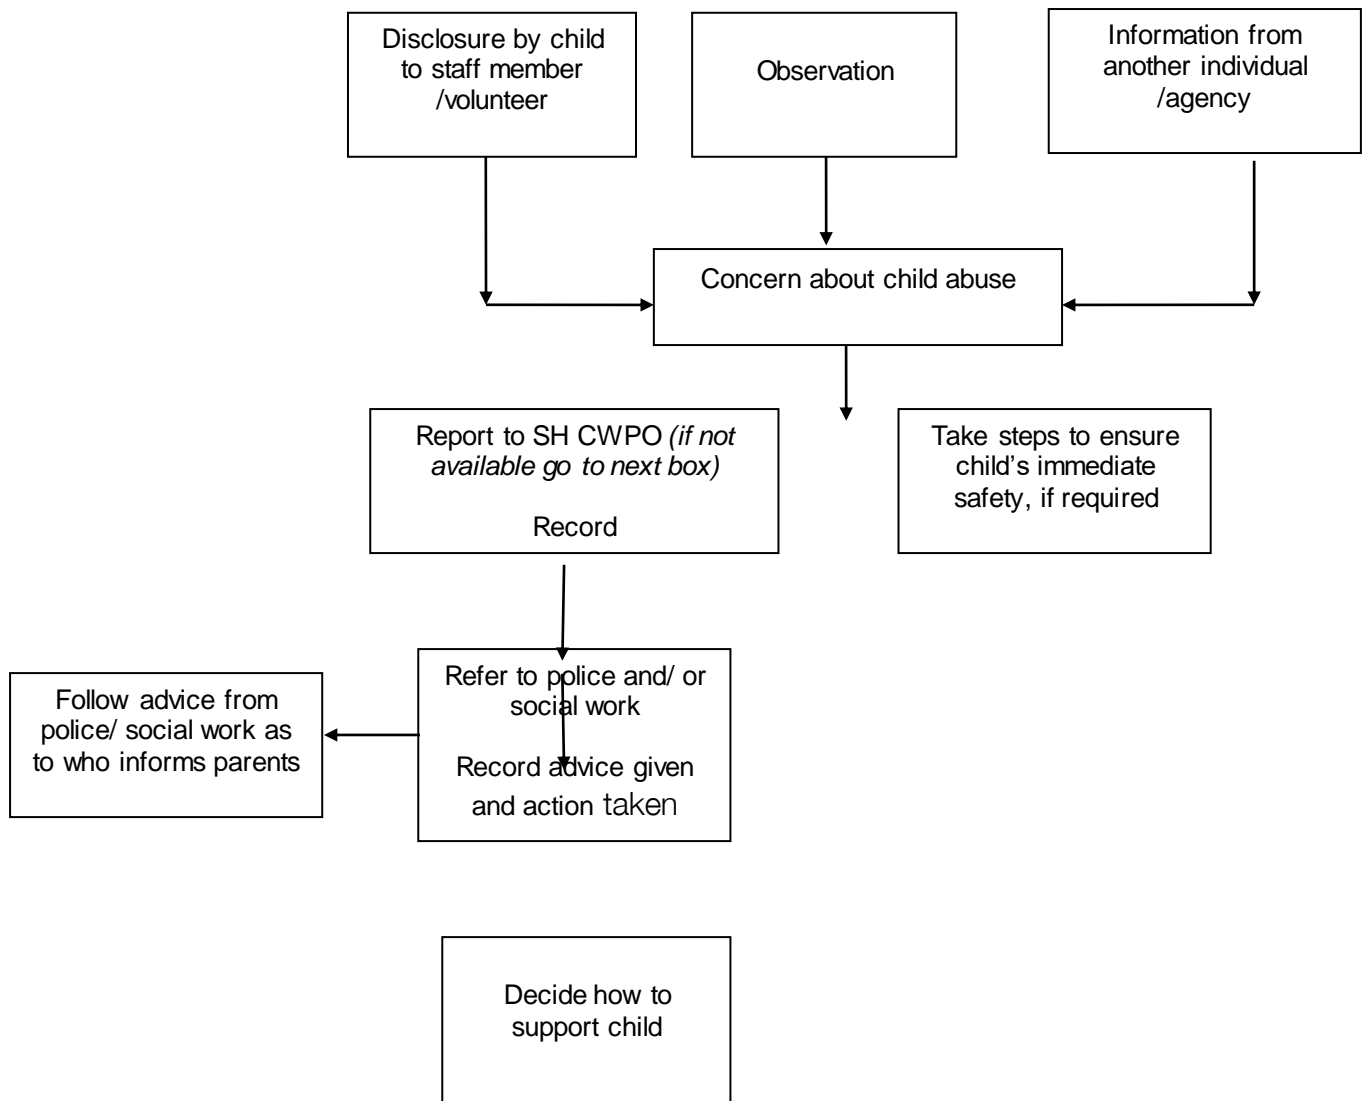 Disclosure by child
to staff member
/volunteer
Observation
Information from
another individual
/agency
Concern about child abuse
Report to SH CWPO (if not
available go to next box)
Record
Take steps to ensure
child's immediate
safety, if required
Refer to police and/ or
social work
Record advice given
and action taken
Follow advice from
police/ social work as
to who informs parents
Decide how to
support child